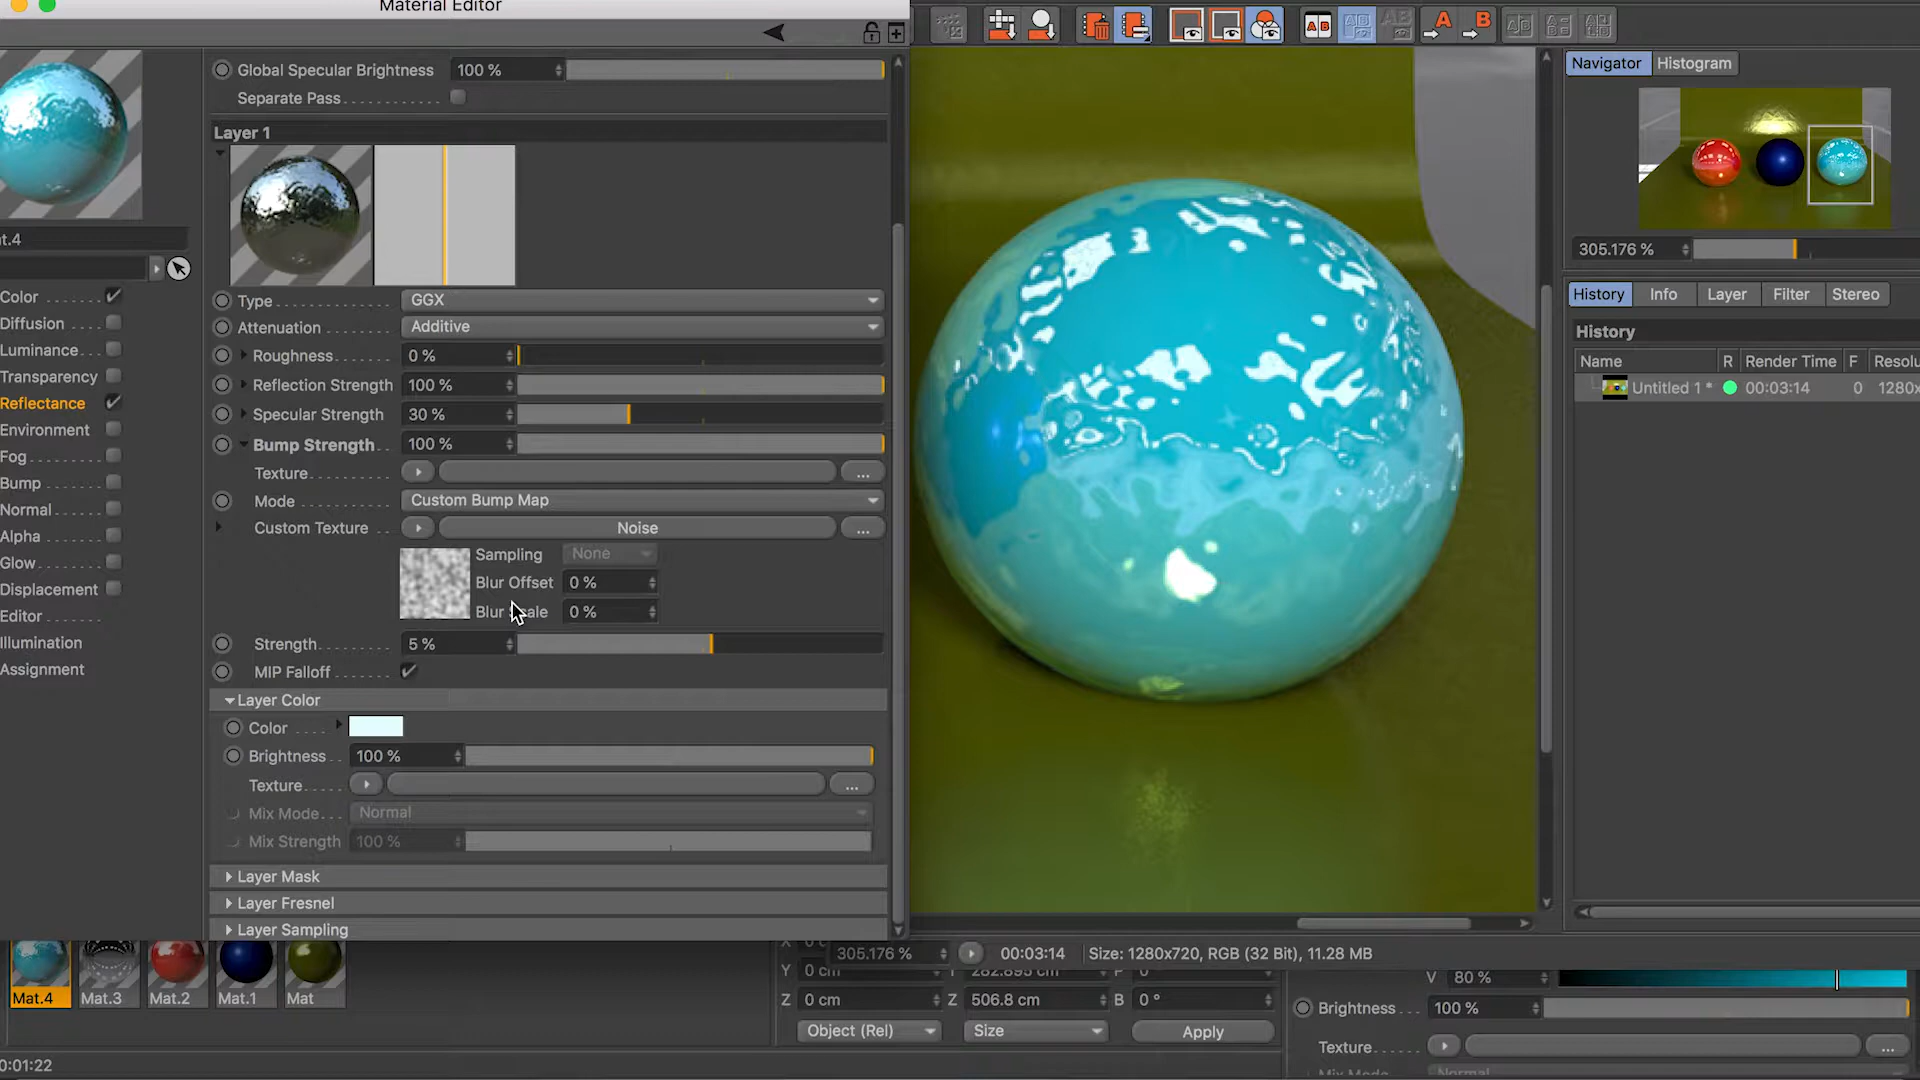 Material Editor
Global Specular Brightness 100 %
Separate Pass
Layer 1
Type GGX
Attenuation Additive
Roughness 0 %
Reflection Strength 100 %
Specular Strength 30 %
Bump Strength 100 %
Texture ...
Mode Custom Bump Map
Custom Texture Noise ...
Sampling None
Blur Offset 0 %
Blur Scale 0 %
Strength 5 %
MIP Falloff
Layer Color
Color
Brightness 100 %
Texture ...
Mix Mode Normal
Mix Strength 100 %
Layer Mask
Layer Fresnel
Layer Sampling
t.4
Color
Diffusion
Luminance
Transparency
Reflectance
Environment
Fog
Bump
Normal
Alpha
Glow
Displacement
Editor
Illumination
Assignment
Mat.4 Mat.3 Mat.2 Mat.1 Mat
0:01:22
AB AB AB A B
Navigator Histogram
305.176 %
History Info Layer Filter Stereo
History
Name R Render Time F Resolu
Untitled 1 * 00:03:14 0 1280x
305.176 % 00:03:14 Size: 1280x720, RGB (32 Bit), 11.28 MB
Y 0 cm 282.895 cm
Z 0 cm Z 506.8 cm B 0 °
Object (Rel) Size Apply
V 80 %
Brightness 100 %
Texture ...
Mix Mode Normal